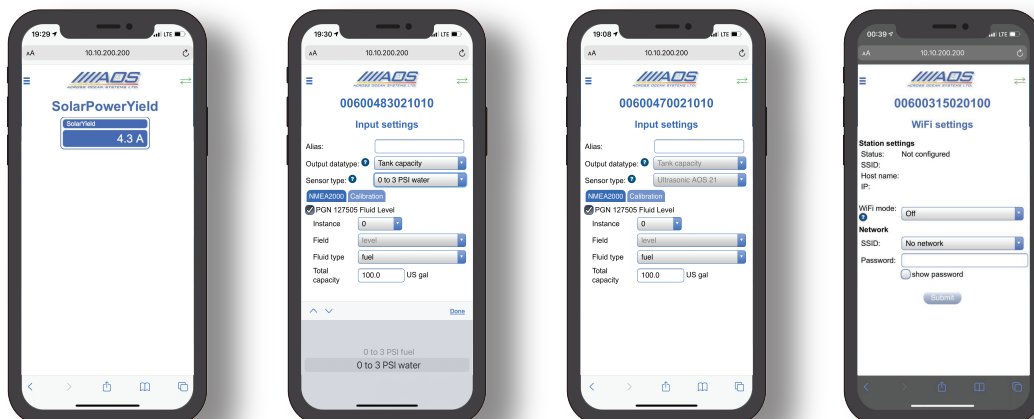 19:29
LTE
AA
10.10.200.200
AOS
ACROSS OCEAN SYSTEMS LTD.
SolarPowerYield
SolarYield
4.3 A
19:30
LTE
AA
10.10.200.200
AOS
ACROSS OCEAN SYSTEMS LTD.
00600483021010
Input settings
Alias:
Output datatype: ? Tank capacity
Sensor type: ? 0 to 3 PSI water
NMEA2000 Calibration
PGN 127505 Fluid Level
Instance 0
Field level
Fluid type fuel
Total capacity 100.0 US gal
Done
0 to 3 PSI fuel
0 to 3 PSI water
19:08
LTE
AA
10.10.200.200
AOS
ACROSS OCEAN SYSTEMS LTD.
00600470021010
Input settings
Alias:
Output datatype: ? Tank capacity
Sensor type: ? Ultrasonic AOS 21
NMEA2000 Calibration
PGN 127505 Fluid Level
Instance 0
Field level
Fluid type fuel
Total capacity 100.0 US gal
00:39
LTE
AA
10.10.200.200
AOS
ACROSS OCEAN SYSTEMS LTD.
00600315020100
WiFi settings
Station settings
Status: Not configured
SSID:
Host name:
IP:
WiFi mode: Off
?
Network
SSID: No network
Password:
show password
Submit